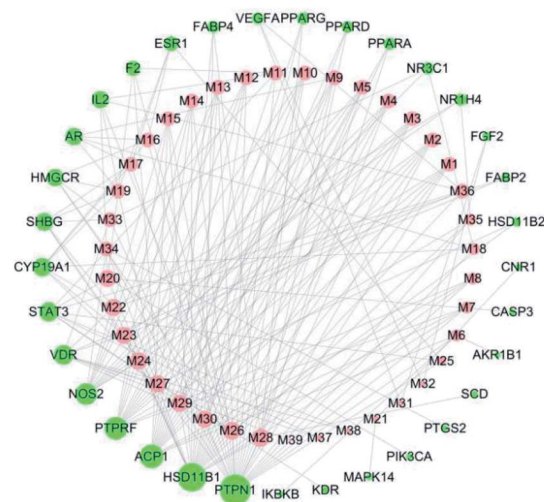 VEGFA
PPARG
FABP4
PPARD
ESR1
PPARA
F2
NR3C1
IL2
NR1H4
AR
FGF2
HMGCR
FABP2
SHBG
HSD11B2
CYP19A1
CNR1
STAT3
CASP3
VDR
AKR1B1
NOS2
SCD
PTPRF
PTGS2
ACP1
PIK3CA
HSD11B1
MAPK14
PTPN1
IKBKB
KDR
M11
M10
M12
M9
M13
M5
M14
M4
M15
M3
M16
M2
M17
M1
M19
M36
M33
M35
M34
M18
M20
M8
M22
M7
M23
M6
M24
M25
M27
M32
M29
M31
M30
M21
M26
M38
M28
M39
M37